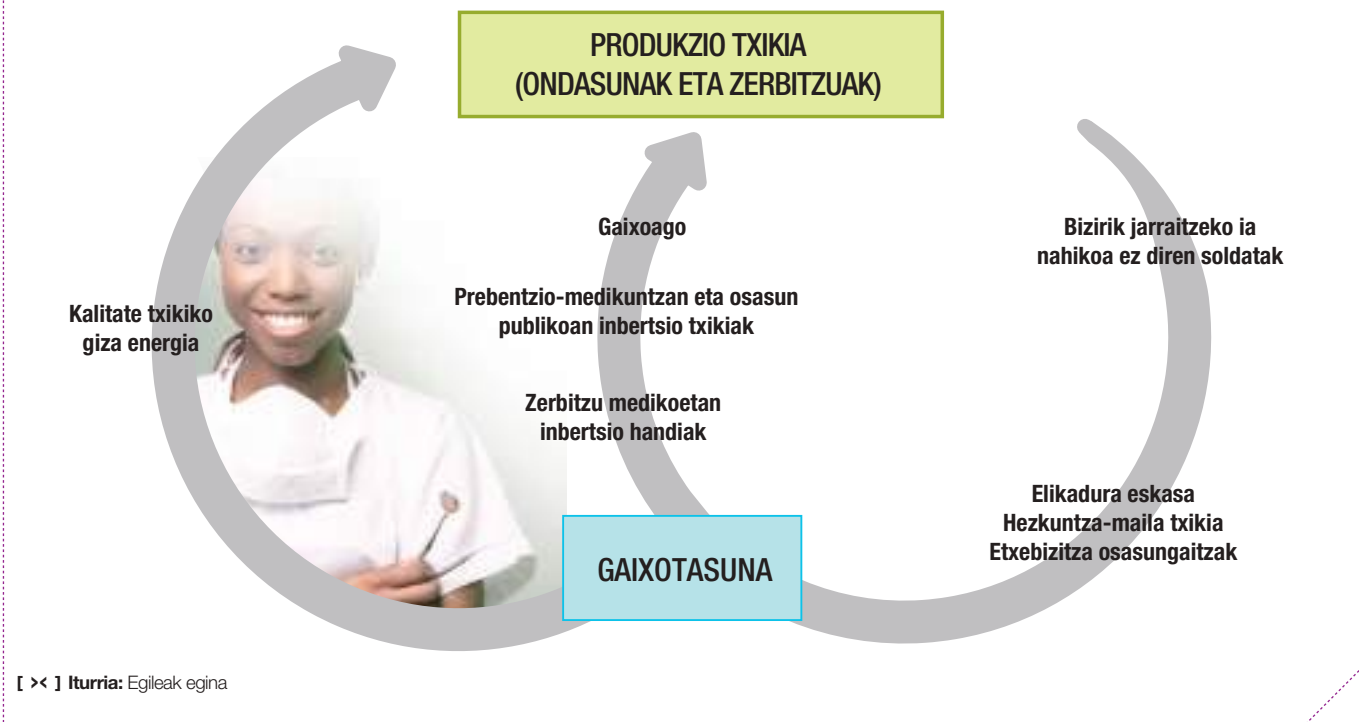 PRODUKZIO TXIKIA
(ONDASUNAK ETA ZERBITZUAK)
Gaixoago
Bizirik jarraitzeko ia
nahikoa ez diren soldatak
Prebentzio-medikuntzan eta osasun
publikoan inbertsio txikiak
Kalitate txikiko
giza energia
Zerbitzu medikoetan
inbertsio handiak
Elikadura eskasa
Hezkuntza-maila txikia
Etxebizitza osasungaitzak
GAIXOTASUNA
[ >< ] Iturria: Egileak egina